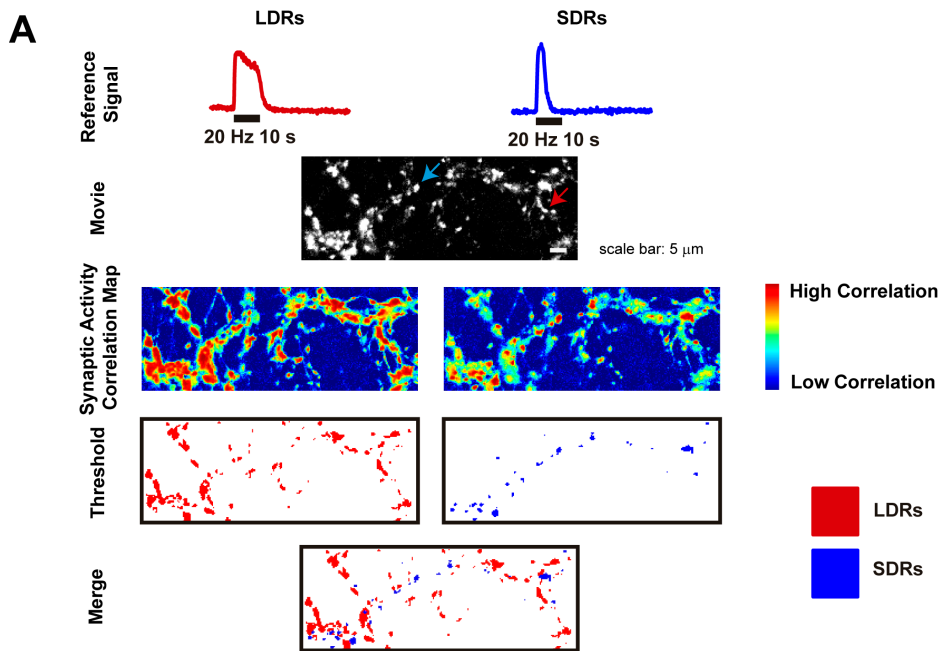 A
LDRs
SDRs
Reference
Signal
20 Hz 10 s
20 Hz 10 s
Movie
scale bar: 5 μm
Synaptic Activity
Correlation Map
High Correlation
Low Correlation
Threshold
LDRs
SDRs
Merge